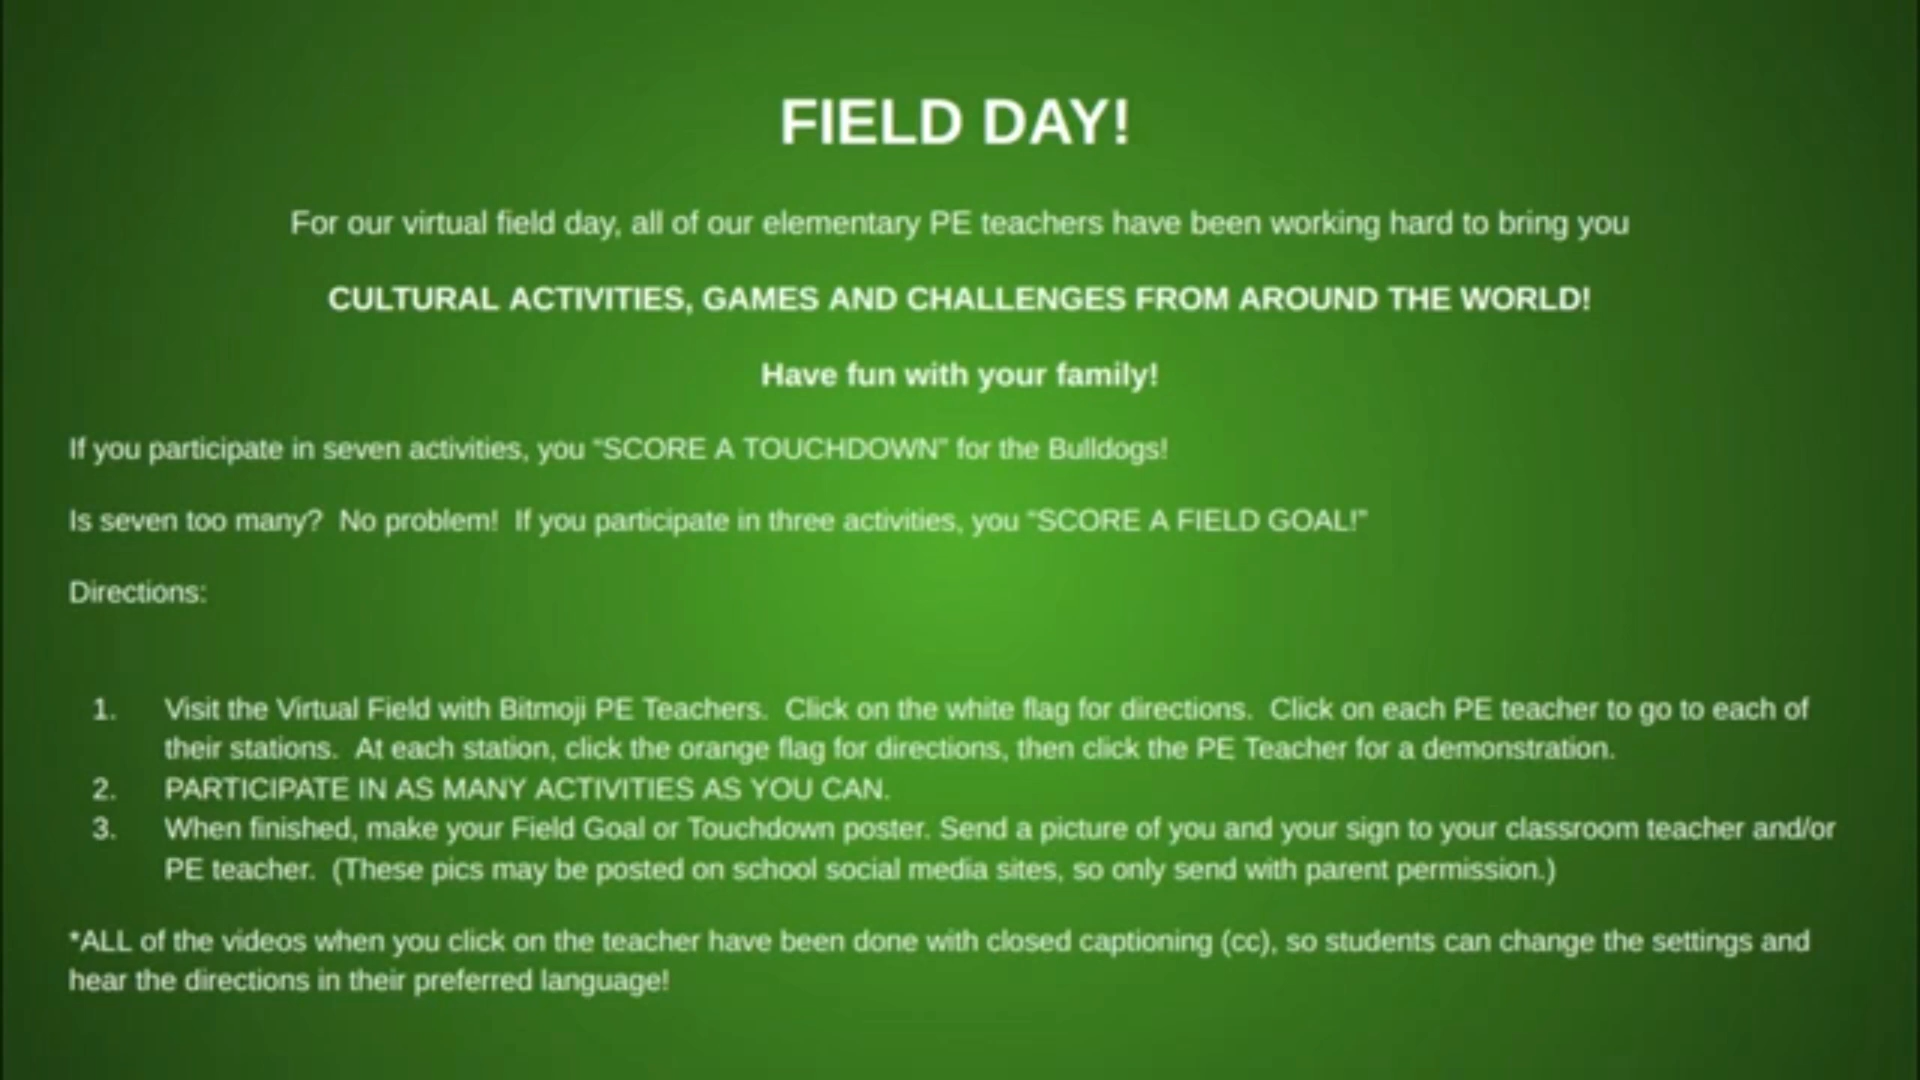 FIELD DAY!
For our virtual field day, all of our elementary PE teachers have been working hard to bring you
CULTURAL ACTIVITIES, GAMES AND CHALLENGES FROM AROUND THE WORLD!
Have fun with your family!
If you participate in seven activities, you “SCORE A TOUCHDOWN” for the Bulldogs!
Is seven too many?  No problem!  If you participate in three activities, you “SCORE A FIELD GOAL!”
Directions:
1. Visit the Virtual Field with Bitmoji PE Teachers.  Click on the white flag for directions.  Click on each PE teacher to go to each of
their stations.  At each station, click the orange flag for directions, then click the PE Teacher for a demonstration.
2. PARTICIPATE IN AS MANY ACTIVITIES AS YOU CAN.
3. When finished, make your Field Goal or Touchdown poster. Send a picture of you and your sign to your classroom teacher and/or
PE teacher.  (These pics may be posted on school social media sites, so only send with parent permission.)
*ALL of the videos when you click on the teacher have been done with closed captioning (cc), so students can change the settings and
hear the directions in their preferred language!